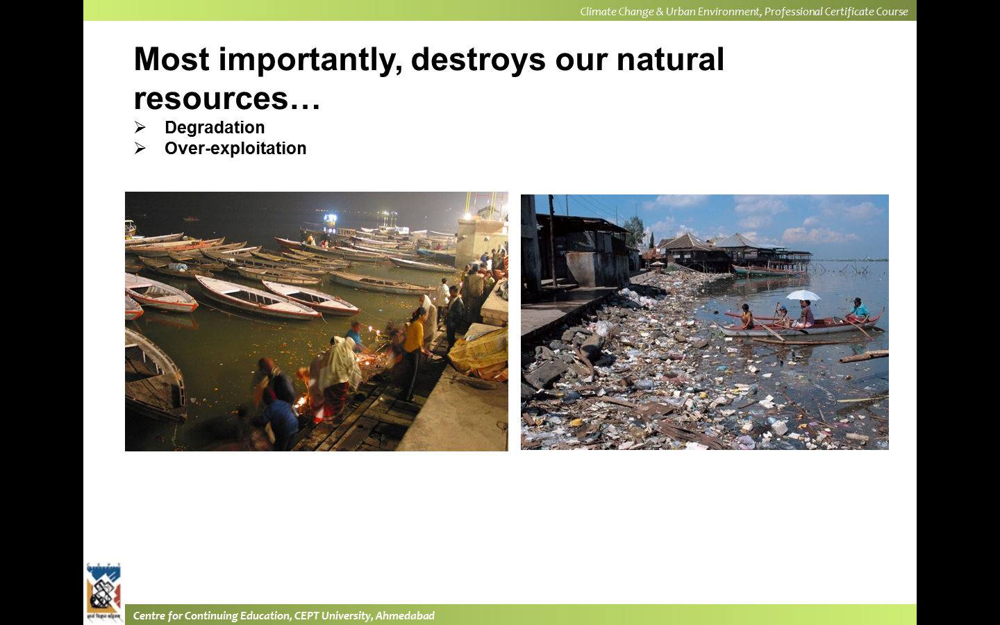 Climate Change & Urban Environment, Professional Certificate Course
Most importantly, destroys our natural
resources…
➢ Degradation
➢ Over-exploitation
Centre for Continuing Education, CEPT University, Ahmedabad